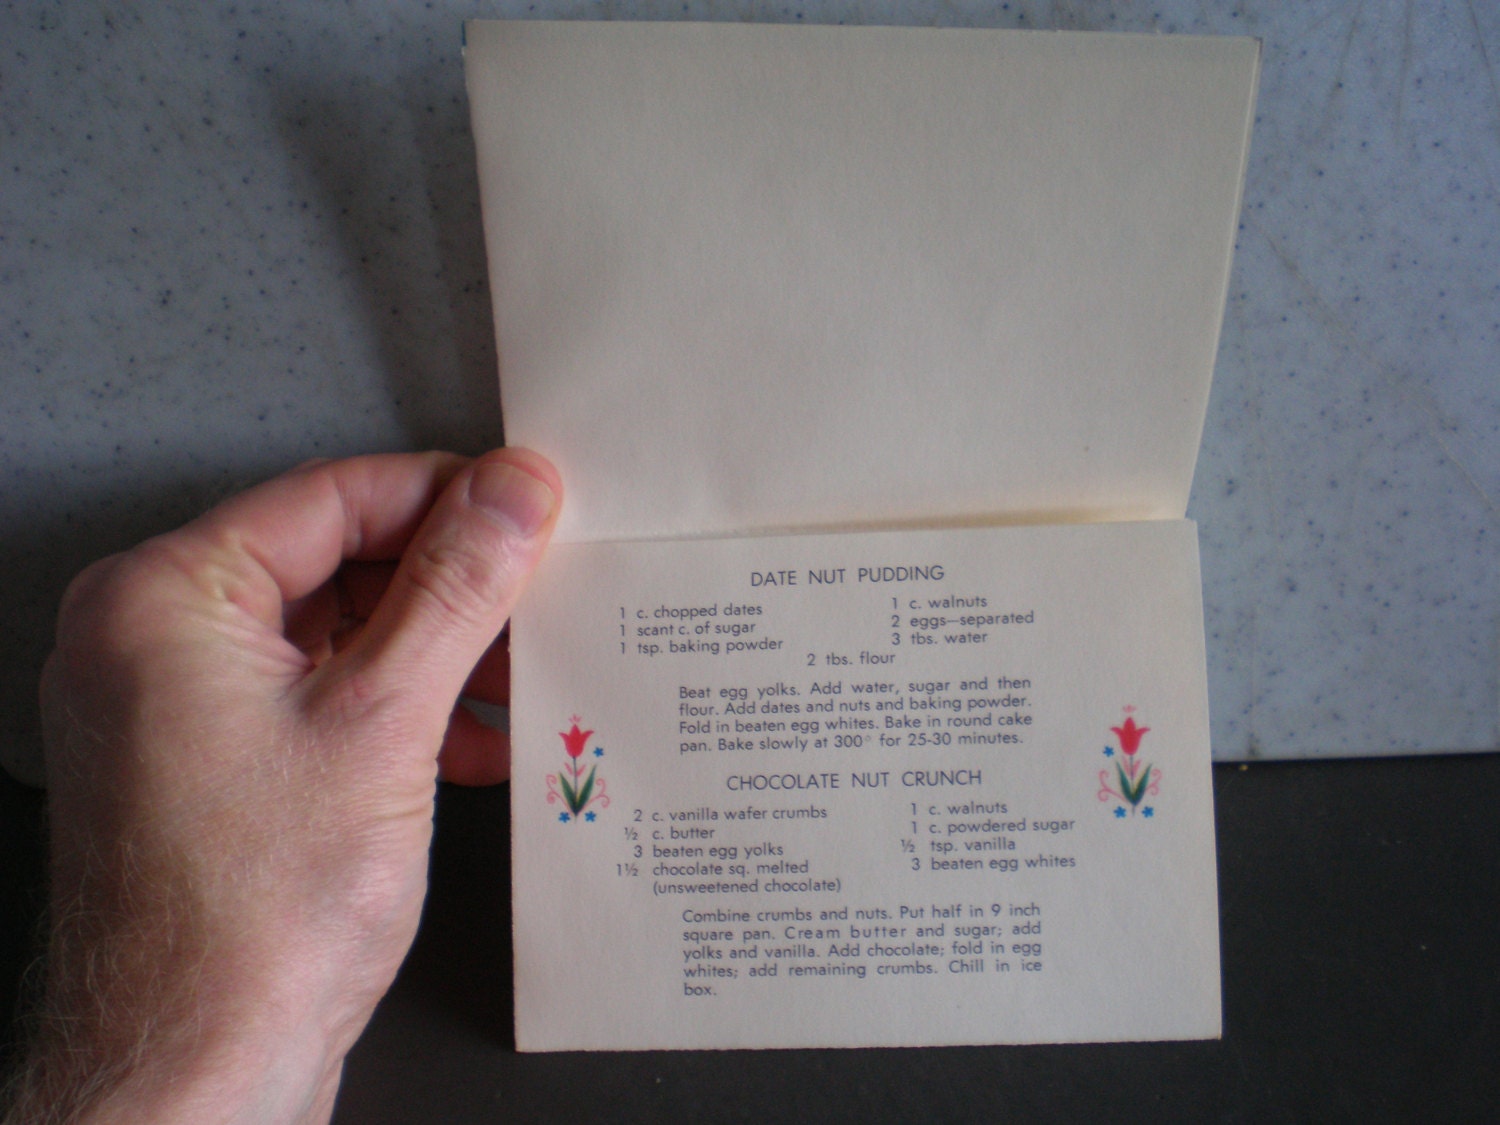 DATE NUT PUDDING
1 c. chopped dates
1 scant c. of sugar
1 tsp. baking powder
1 c. walnuts
2 eggs—separated
3 tbs. water
2 tbs. flour
Beat egg yolks. Add water, sugar and then
flour. Add dates and nuts and baking powder.
Fold in beaten egg whites. Bake in round cake
pan. Bake slowly at 300° for 25-30 minutes.
CHOCOLATE NUT CRUNCH
2 c. vanilla wafer crumbs
½ c. butter
3 beaten egg yolks
1½ chocolate sq. melted
(unsweetened chocolate)
1 c. walnuts
1 c. powdered sugar
½ tsp. vanilla
3 beaten egg whites
Combine crumbs and nuts. Put half in 9 inch
square pan. Cream butter and sugar; add
yolks and vanilla. Add chocolate; fold in egg
whites; add remaining crumbs. Chill in ice
box.